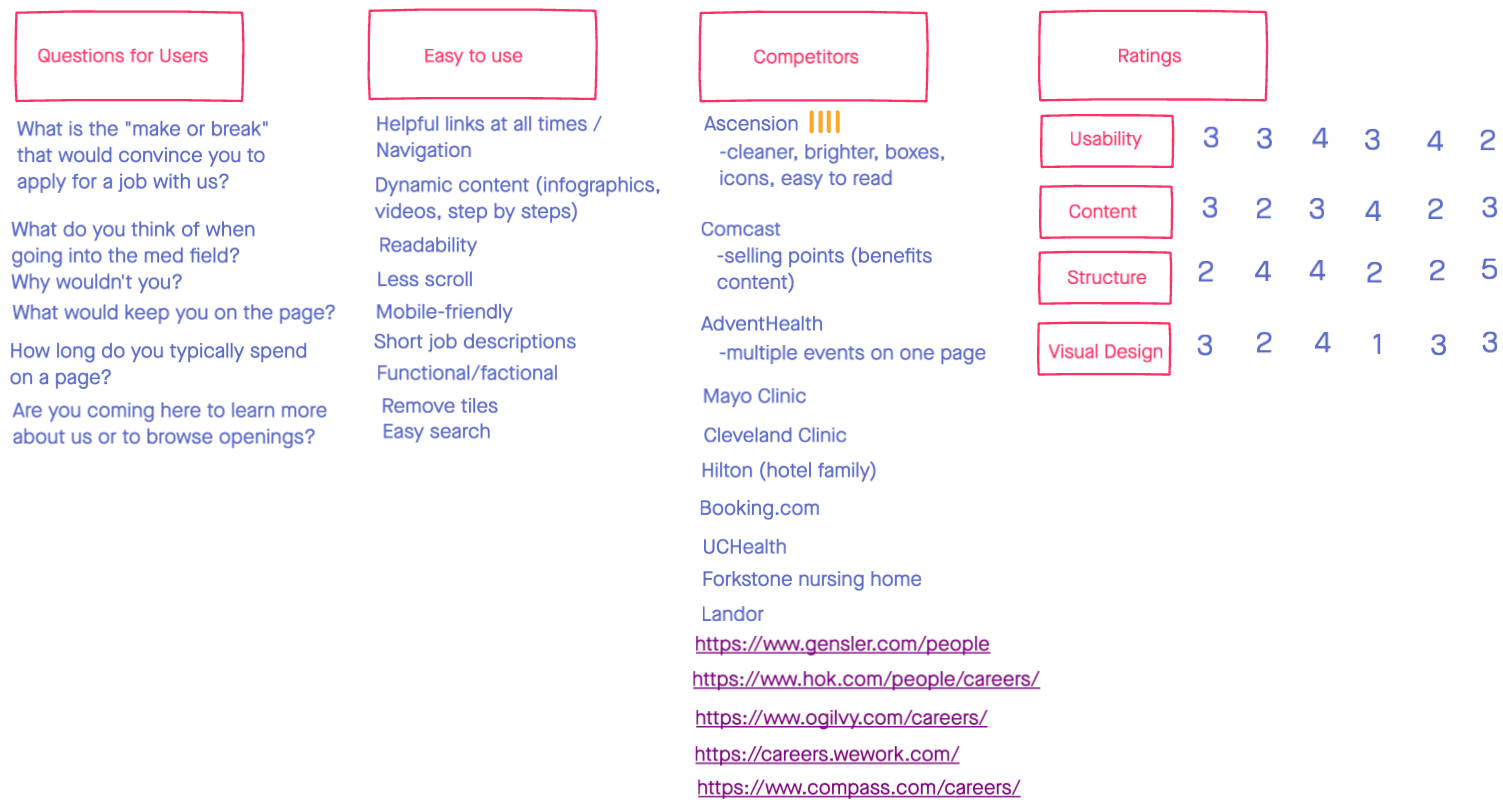 Questions for Users
What is the "make or break"
that would convince you to
apply for a job with us?
What do you think of when
going into the med field?
Why wouldn't you?
What would keep you on the page?
How long do you typically spend
on a page?
Are you coming here to learn more
about us or to browse openings?
Easy to use
Helpful links at all times /
Navigation
Dynamic content (infographics,
videos, step by steps)
Readability
Less scroll
Mobile-friendly
Short job descriptions
Functional/factional
Remove tiles
Easy search
Competitors
Ascension
-cleaner, brighter, boxes,
icons, easy to read
Comcast
-selling points (benefits
content)
AdventHealth
-multiple events on one page
Mayo Clinic
Cleveland Clinic
Hilton (hotel family)
Booking.com
UCHealth
Forkstone nursing home
Landor
https://www.gensler.com/people
https://www.hok.com/people/careers/
https://www.ogilvy.com/careers/
https://careers.wework.com/
https://www.compass.com/careers/
Ratings
Usability 3 3 4 3 4 2
Content 3 2 3 4 2 3
Structure 2 4 4 2 2 5
Visual Design 3 2 4 1 3 3